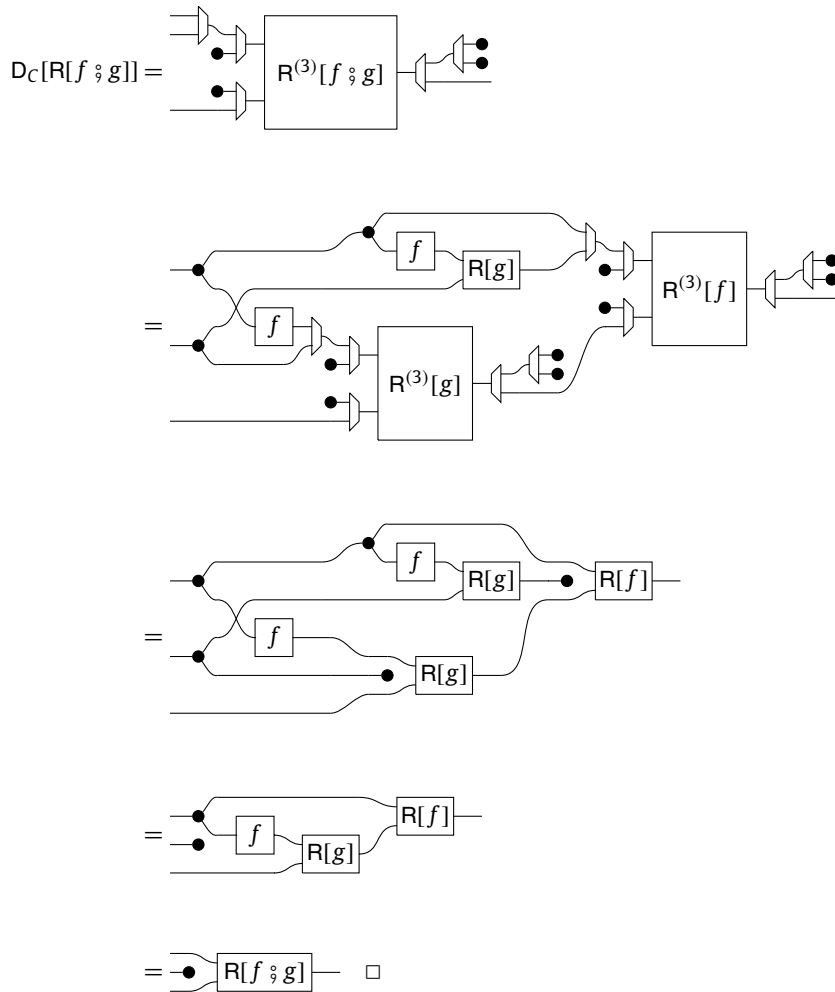 D_C[R[f ⨟ g]] = R^(3)[f ⨟ g]
f
R[g]
R^(3)[f]
=
f
R^(3)[g]
f
R[g]
R[f]
=
f
R[g]
=
f
R[f]
R[g]
= R[f ⨟ g] □